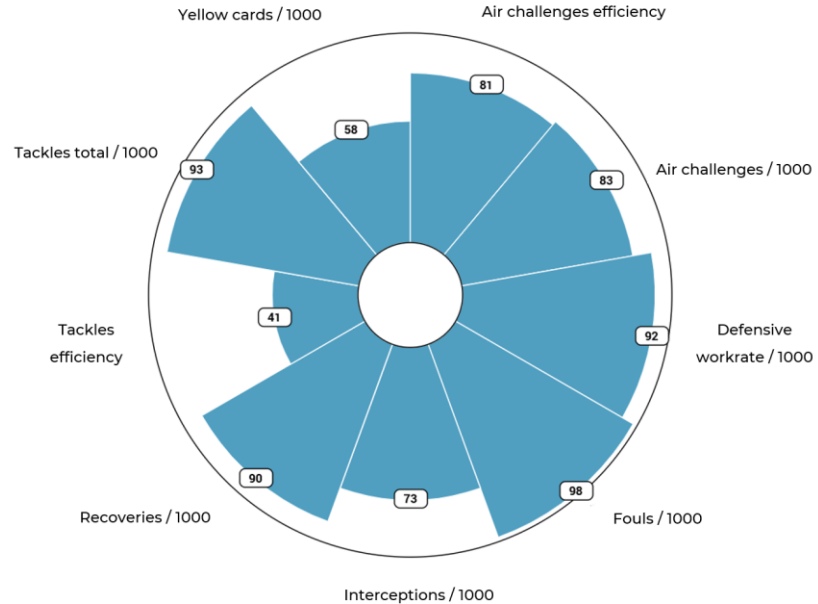 Yellow cards / 1000
Air challenges efficiency
81
58
Tackles total / 1000
93
Air challenges / 1000
83
Tackles
efficiency
41
Defensive
workrate / 1000
92
Recoveries / 1000
90
73
98
Fouls / 1000
Interceptions / 1000